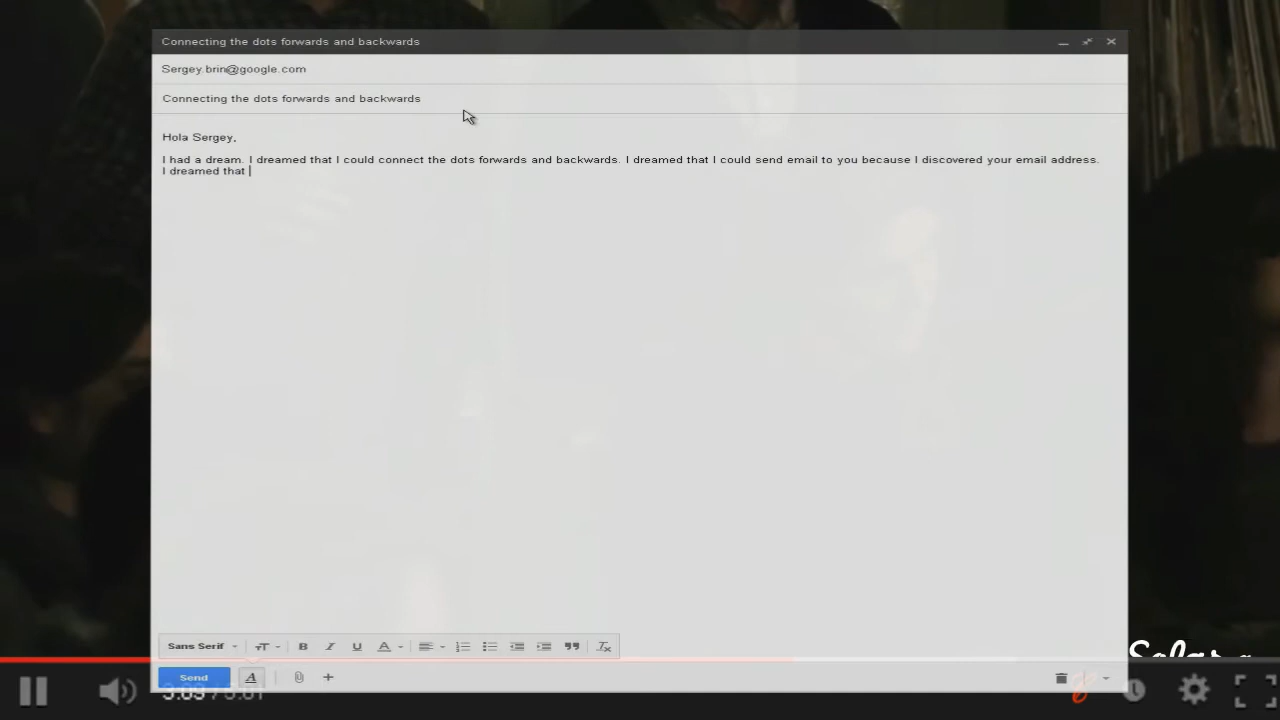 Connecting the dots forwards and backwards
Sergey.brin@google.com
Connecting the dots forwards and backwards
Hola Sergey,
I had a dream. I dreamed that I could connect the dots forwards and backwards. I dreamed that I could send email to you because I discovered your email address.
I dreamed that
Sans Serif
Send